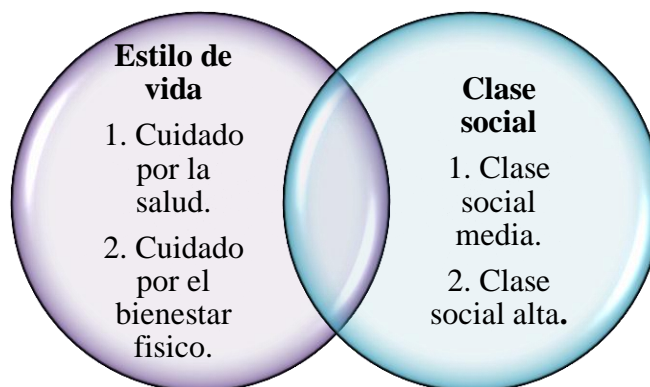 Estilo de
vida
1. Cuidado
por la
salud.
2. Cuidado
por el
bienestar
fisico.
Clase
social
1. Clase
social
media.
2. Clase
social alta.